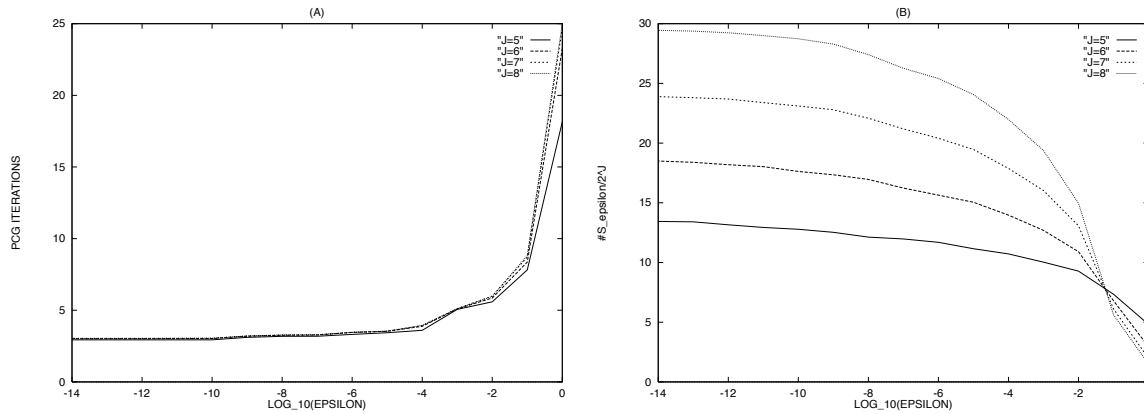 (A)
25
20
15
10
5
0
PCG ITERATIONS
"J=5"
"J=6"
"J=7"
"J=8"
-14 -12 -10 -8 -6 -4 -2 0
LOG_10(EPSILON)
(B)
30
25
20
15
10
5
0
#S_epsilon/2^J
"J=5"
"J=6"
"J=7"
"J=8"
-14 -12 -10 -8 -6 -4 -2
LOG_10(EPSILON)